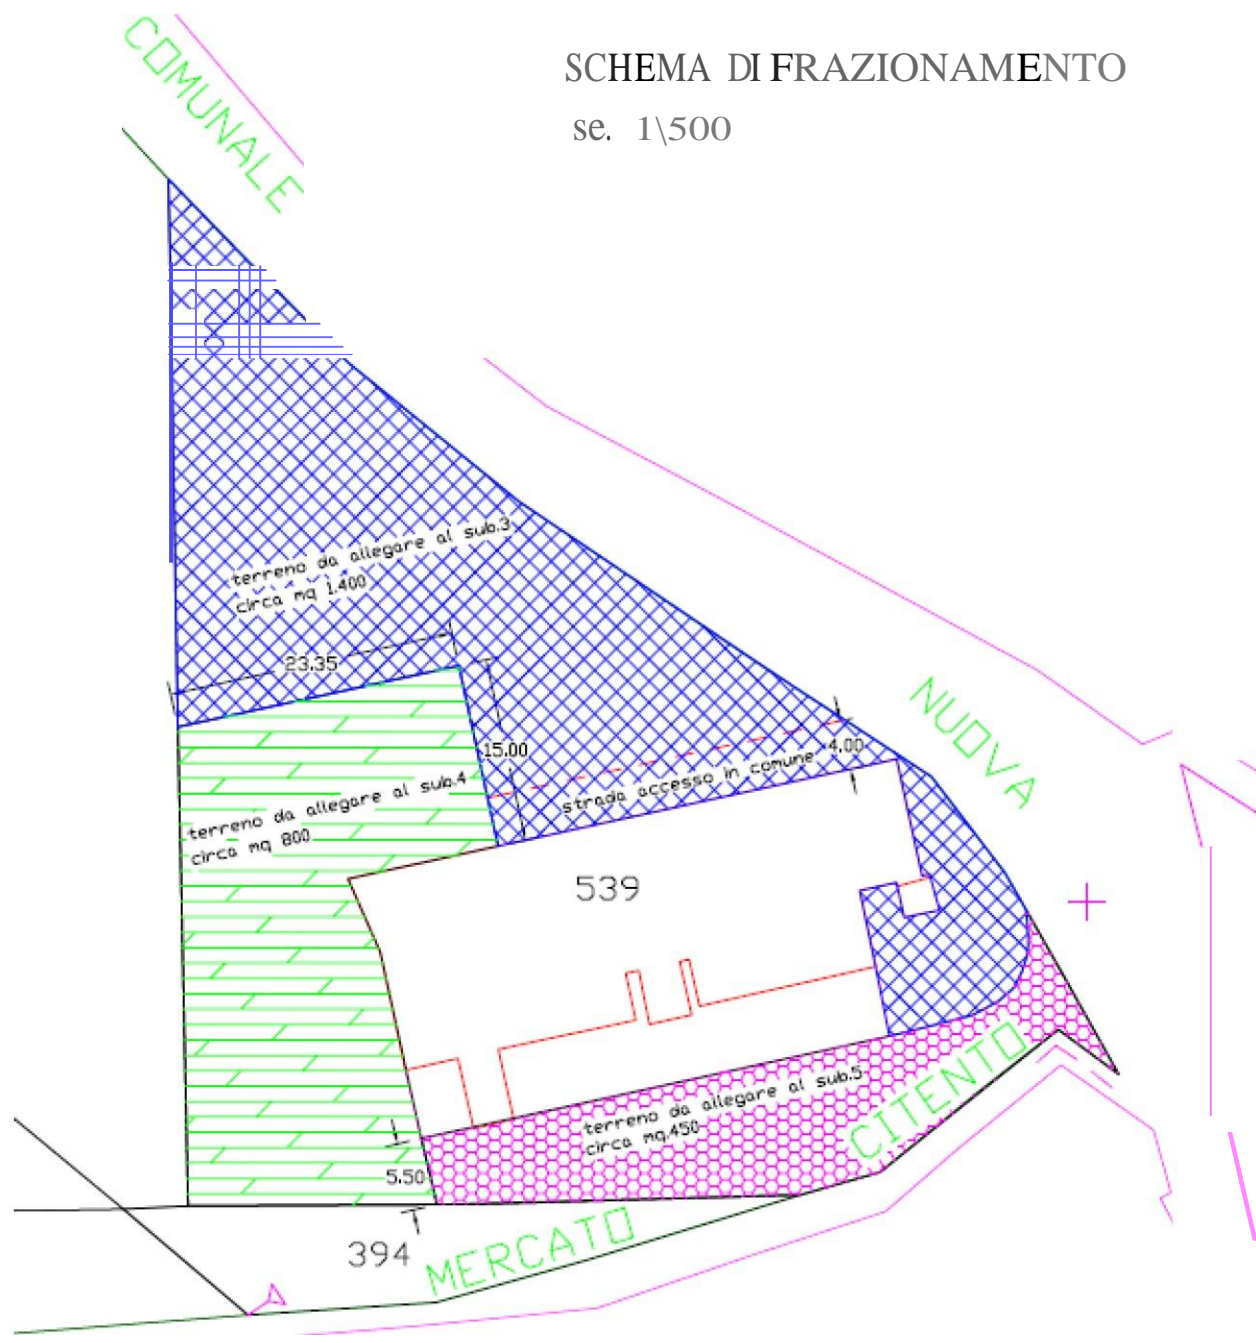 SCHEMA DI FRAZIONAMENTO
se. 1\500
COMUNALE
terreno da allegare al sub.3
circa mq 1.400
23.35
15.00
4.00
strada accesso in comune
NUOVA
terreno da allegare al sub.4
circa mq 800
539
terreno da allegare al sub.5
circa mq.450
CITENTO
5.50
394
MERCATO